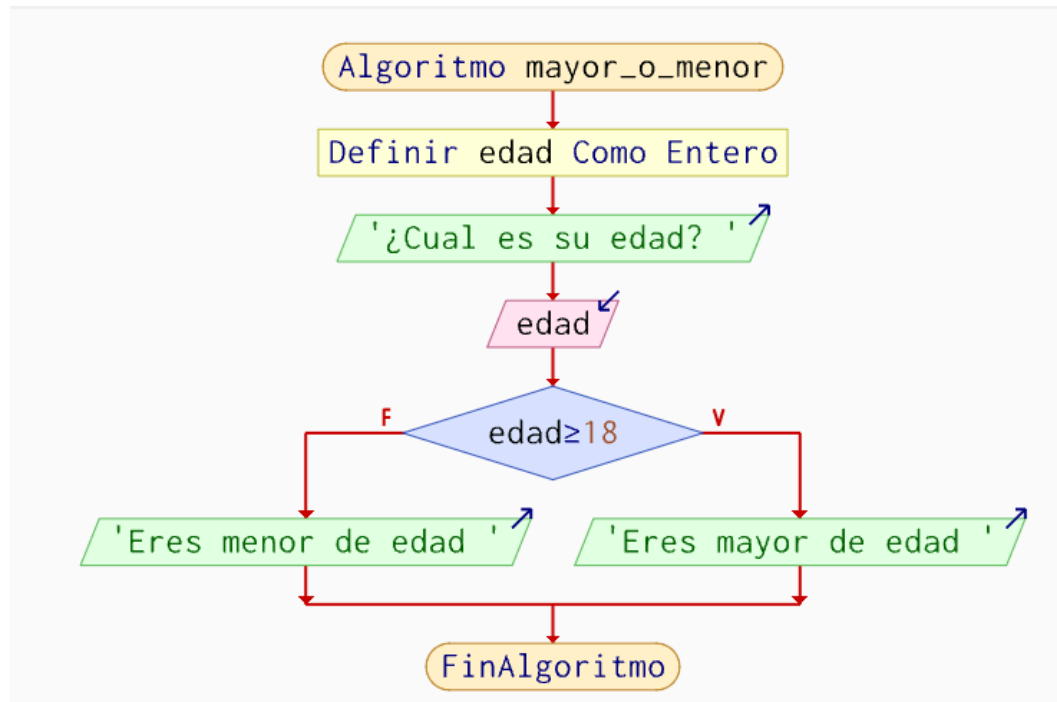 Algoritmo mayor_o_menor
Definir edad Como Entero
'¿Cual es su edad? '
edad
F
V
edad≥18
'Eres menor de edad '
'Eres mayor de edad '
FinAlgoritmo